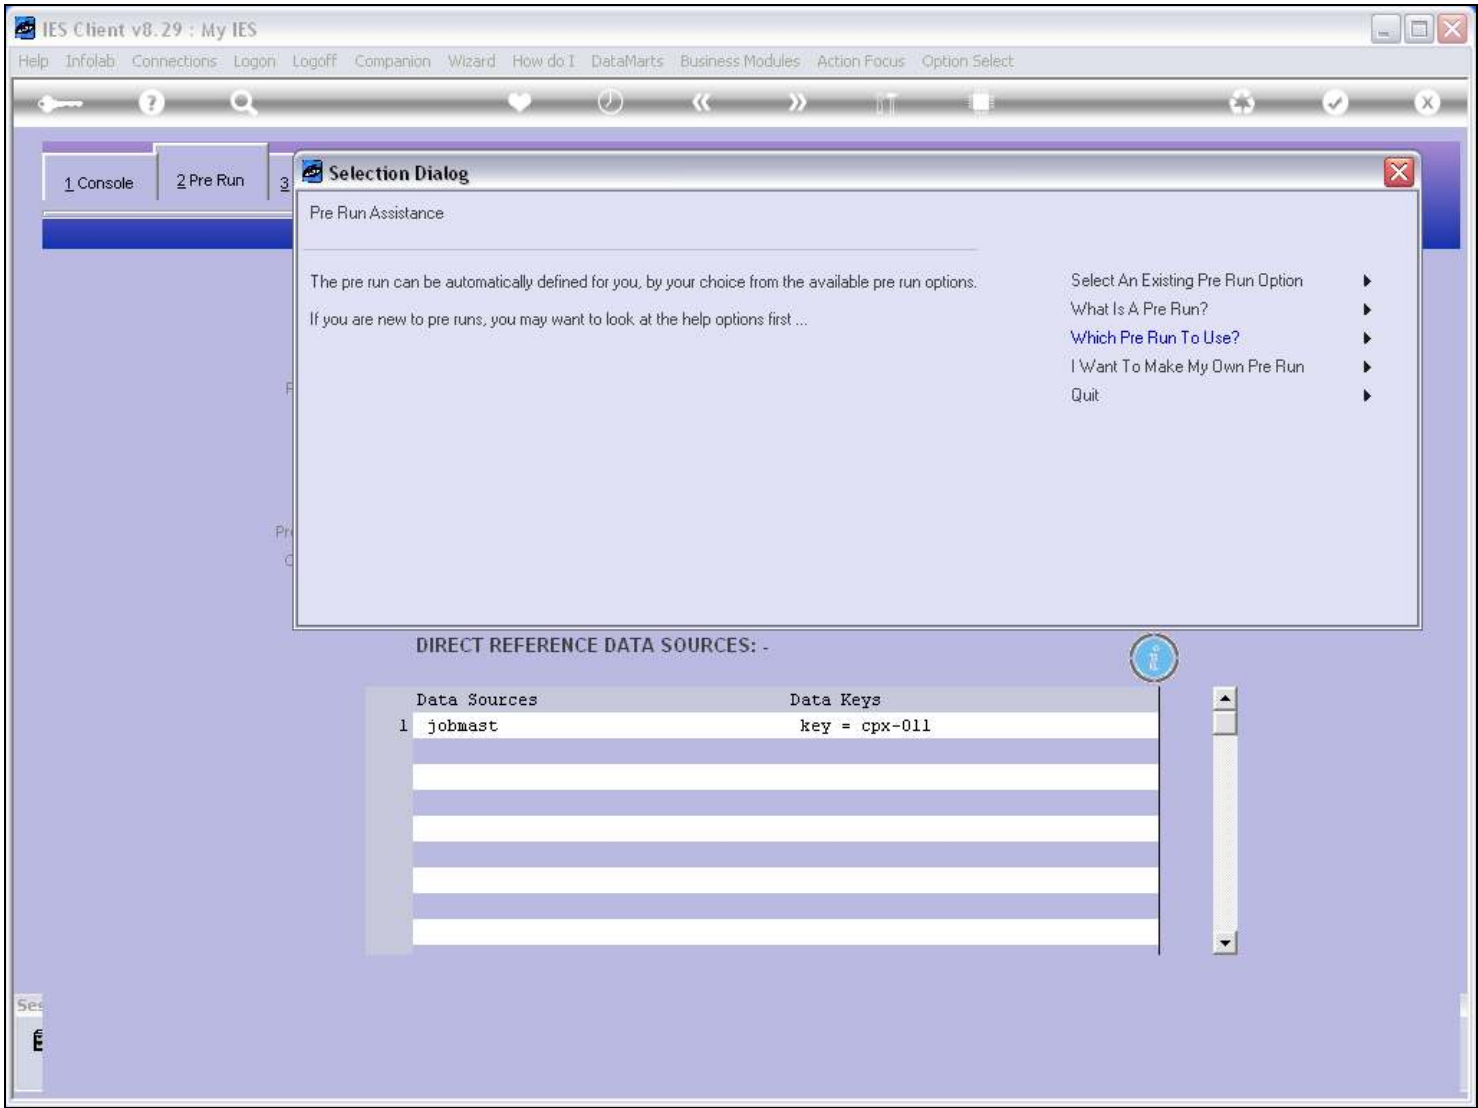 IES Client v8.29 : My IES
Help Infolab Connections Logon Logoff Companion Wizard How do I DataMarts Business Modules Action Focus Option Select
1 Console 2 Pre Run 3
Selection Dialog
Pre Run Assistance
The pre run can be automatically defined for you, by your choice from the available pre run options.
If you are new to pre runs, you may want to look at the help options first ...
Select An Existing Pre Run Option
What Is A Pre Run?
Which Pre Run To Use?
I Want To Make My Own Pre Run
Quit
DIRECT REFERENCE DATA SOURCES: -
Data Sources Data Keys
1 jobmast key = cpx-011